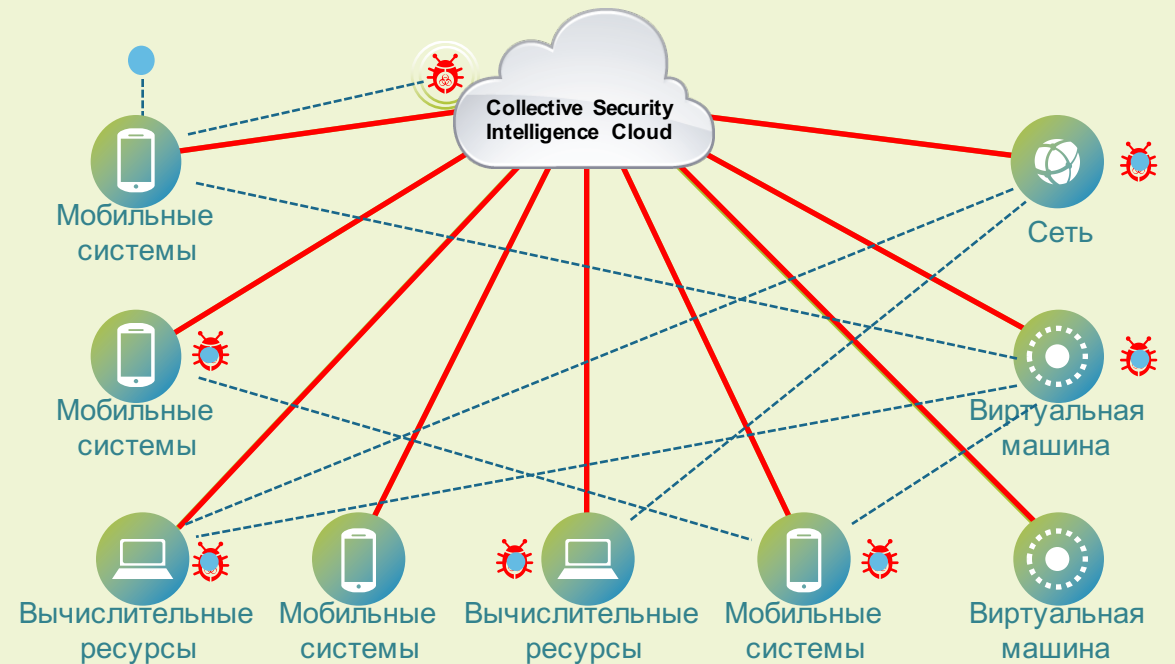 Collective Security
Intelligence Cloud
Мобильные
системы
Сеть
Мобильные
системы
Виртуальная
машина
Вычислительные
ресурсы
Мобильные
системы
Вычислительные
ресурсы
Мобильные
системы
Виртуальная
машина